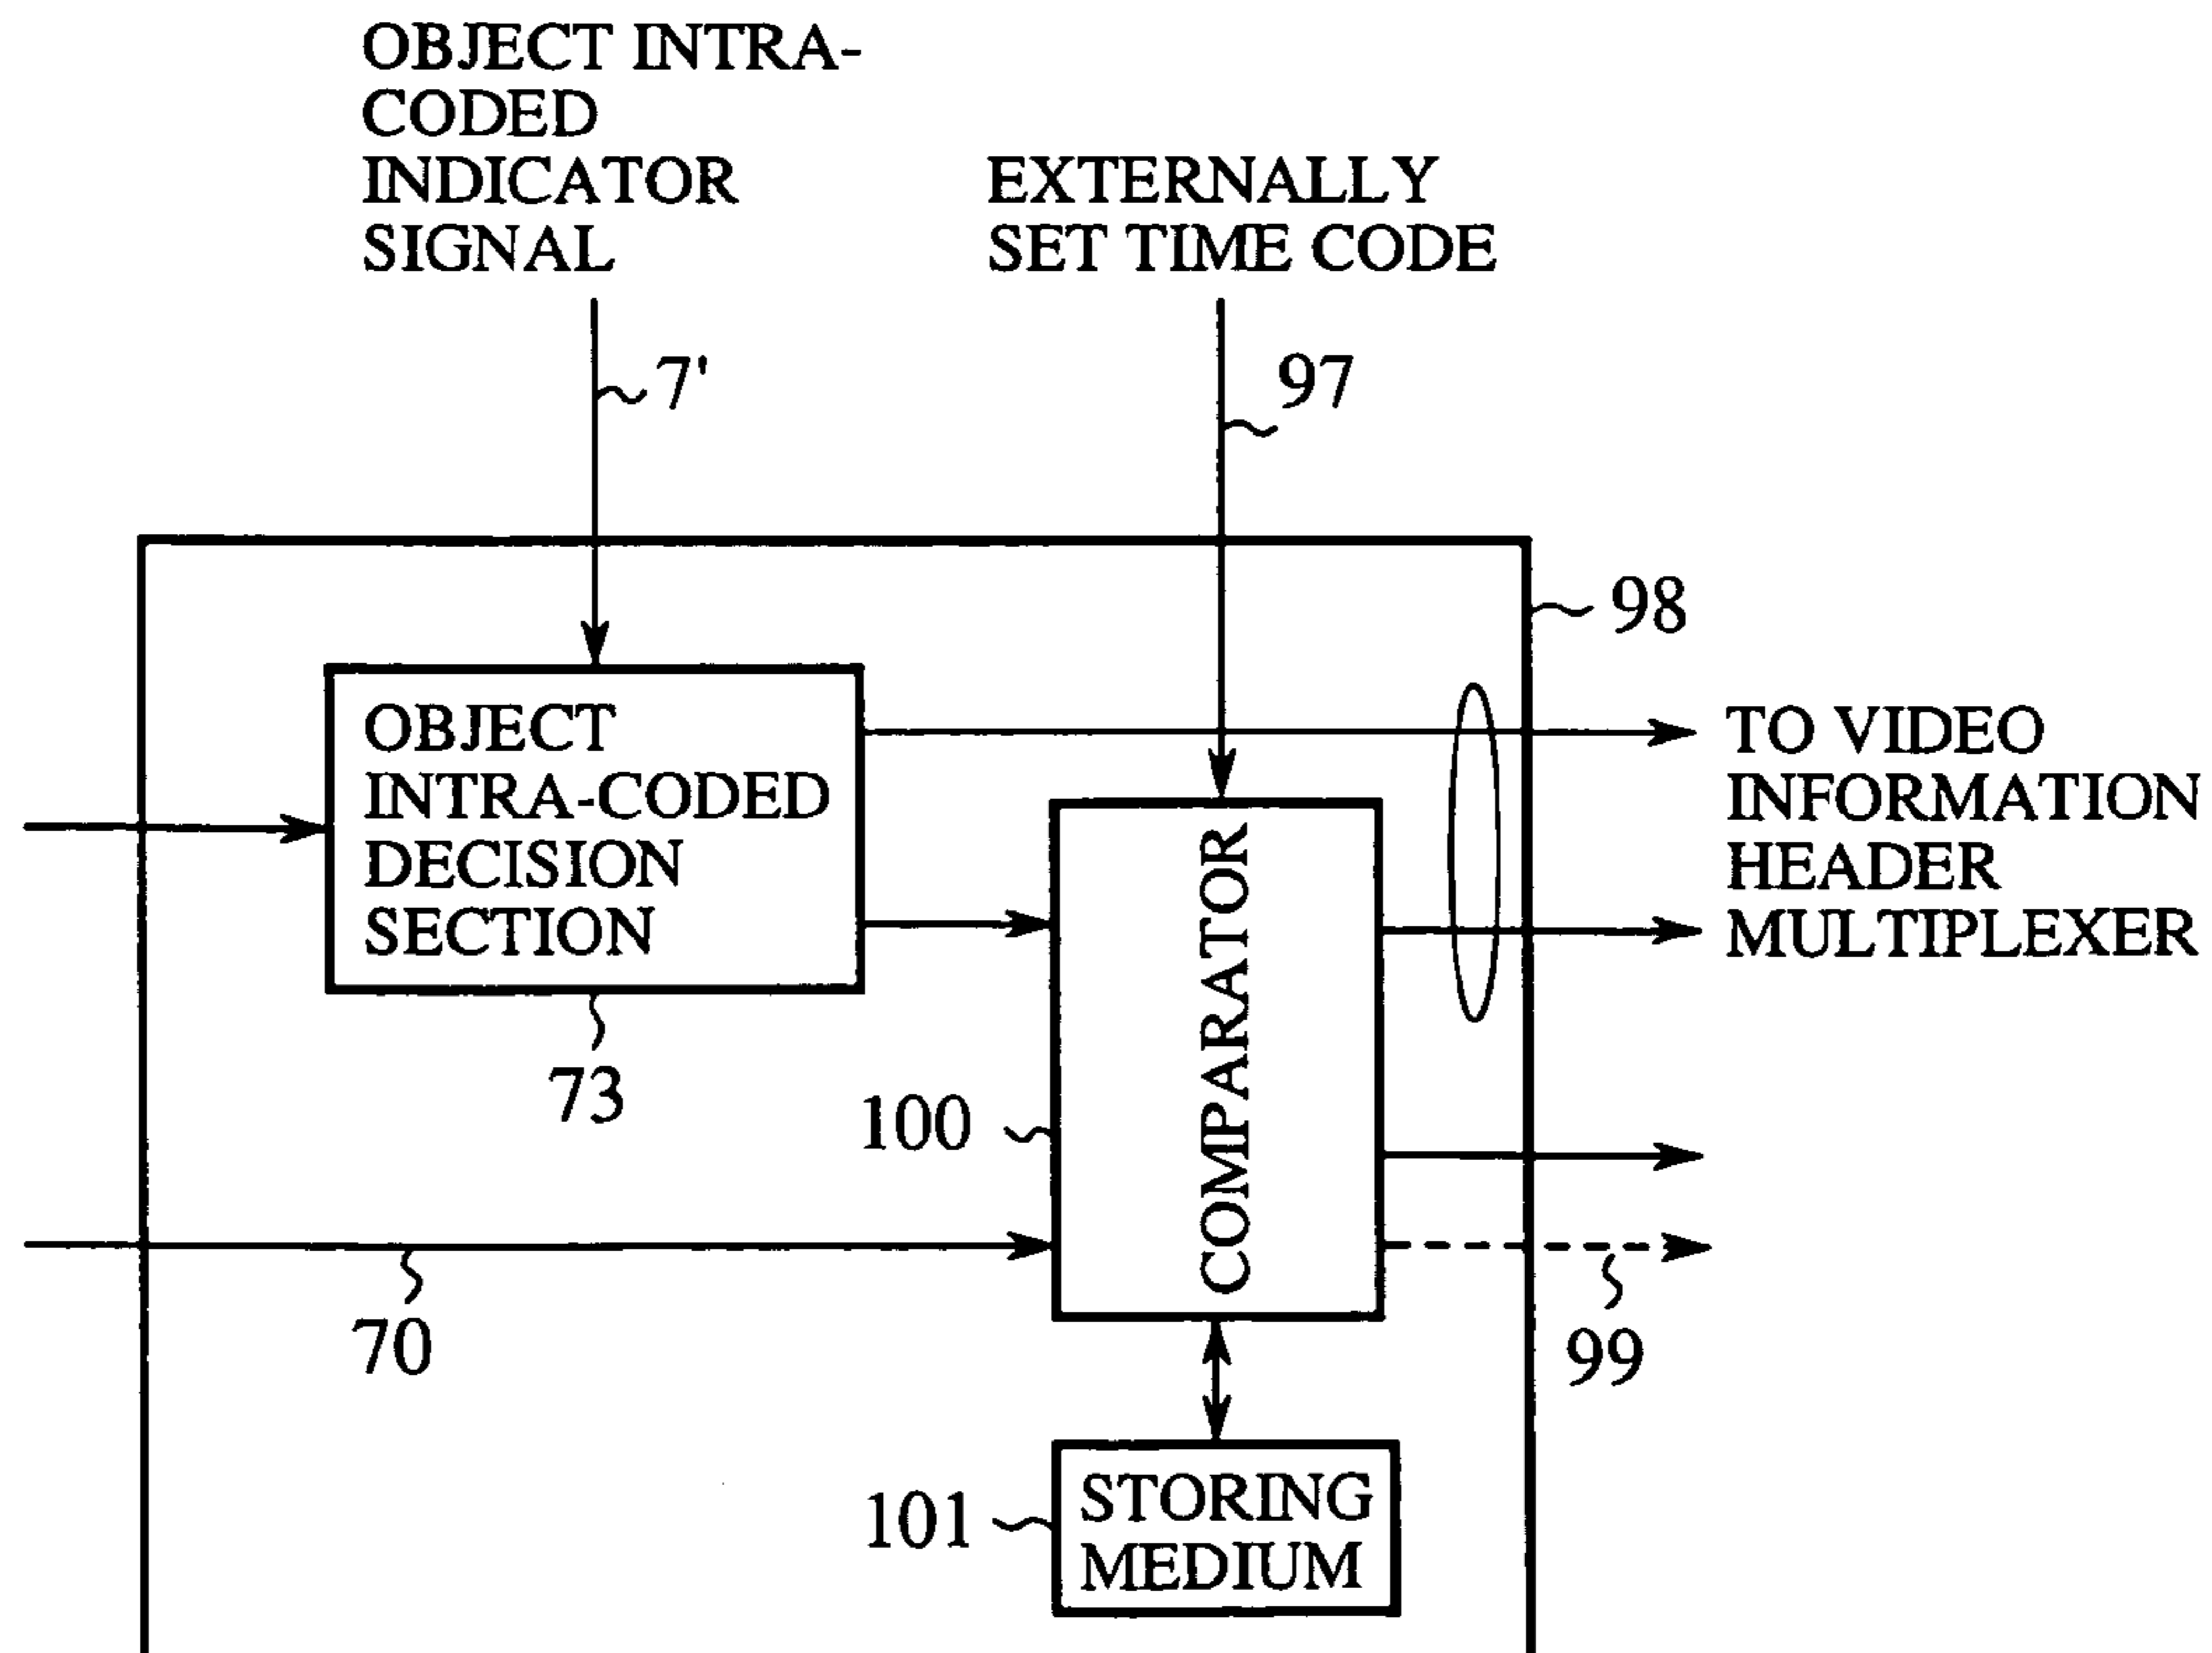 OBJECT INTRA-
CODED
INDICATOR
SIGNAL
EXTERNALLY
SET TIME CODE
7'
97
98
OBJECT
INTRA-CODED
DECISION
SECTION
TO VIDEO
INFORMATION
HEADER
MULTIPLEXER
COMPARATOR
73
100
70
99
101
STORING
MEDIUM